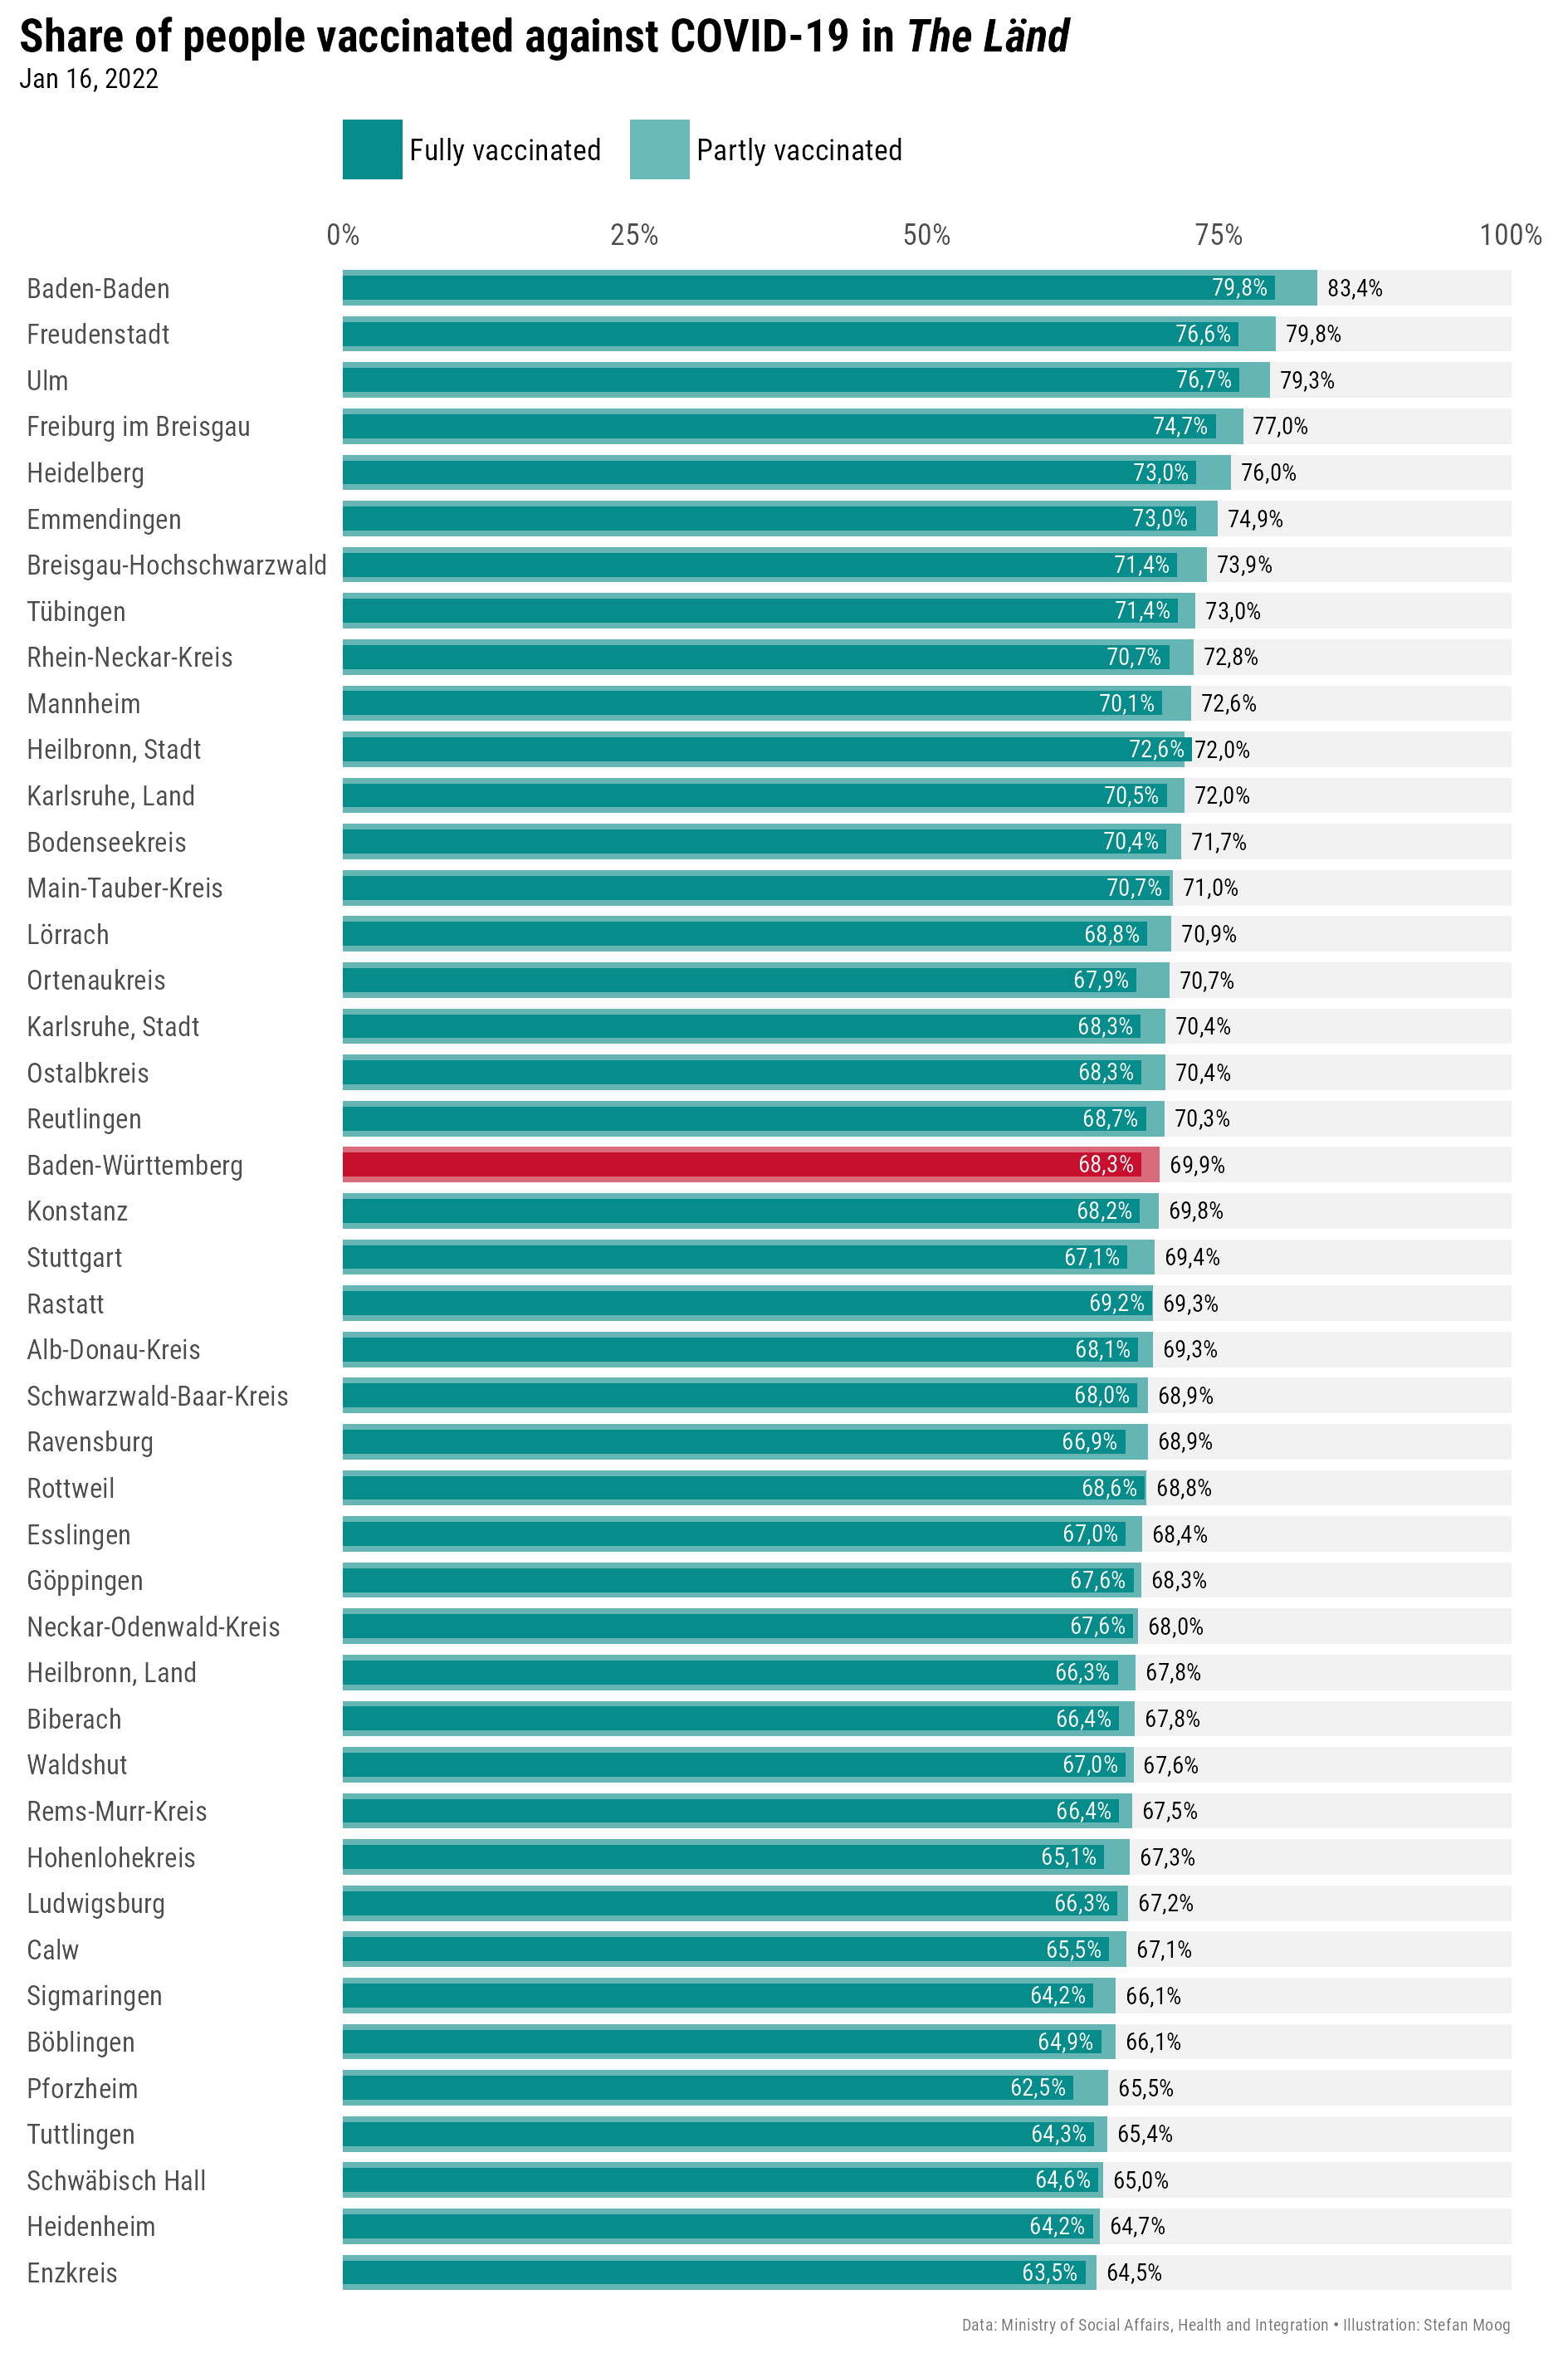 Share of people vaccinated against COVID-19 in The Länd
Jan 16, 2022
Fully vaccinated Partly vaccinated
0% 25% 50% 75% 100%
Baden-Baden 79,8% 83,4%
Freudenstadt 76,6% 79,8%
Ulm 76,7% 79,3%
Freiburg im Breisgau 74,7% 77,0%
Heidelberg 73,0% 76,0%
Emmendingen 73,0% 74,9%
Breisgau-Hochschwarzwald 71,4% 73,9%
Tübingen 71,4% 73,0%
Rhein-Neckar-Kreis 70,7% 72,8%
Mannheim 70,1% 72,6%
Heilbronn, Stadt 72,6% 72,0%
Karlsruhe, Land 70,5% 72,0%
Bodenseekreis 70,4% 71,7%
Main-Tauber-Kreis 70,7% 71,0%
Lörrach 68,8% 70,9%
Ortenaukreis 67,9% 70,7%
Karlsruhe, Stadt 68,3% 70,4%
Ostalbkreis 68,3% 70,4%
Reutlingen 68,7% 70,3%
Baden-Württemberg 68,3% 69,9%
Konstanz 68,2% 69,8%
Stuttgart 67,1% 69,4%
Rastatt 69,2% 69,3%
Alb-Donau-Kreis 68,1% 69,3%
Schwarzwald-Baar-Kreis 68,0% 68,9%
Ravensburg 66,9% 68,9%
Rottweil 68,6% 68,8%
Esslingen 67,0% 68,4%
Göppingen 67,6% 68,3%
Neckar-Odenwald-Kreis 67,6% 68,0%
Heilbronn, Land 66,3% 67,8%
Biberach 66,4% 67,8%
Waldshut 67,0% 67,6%
Rems-Murr-Kreis 66,4% 67,5%
Hohenlohekreis 65,1% 67,3%
Ludwigsburg 66,3% 67,2%
Calw 65,5% 67,1%
Sigmaringen 64,2% 66,1%
Böblingen 64,9% 66,1%
Pforzheim 62,5% 65,5%
Tuttlingen 64,3% 65,4%
Schwäbisch Hall 64,6% 65,0%
Heidenheim 64,2% 64,7%
Enzkreis 63,5% 64,5%
Data: Ministry of Social Affairs, Health and Integration • Illustration: Stefan Moog